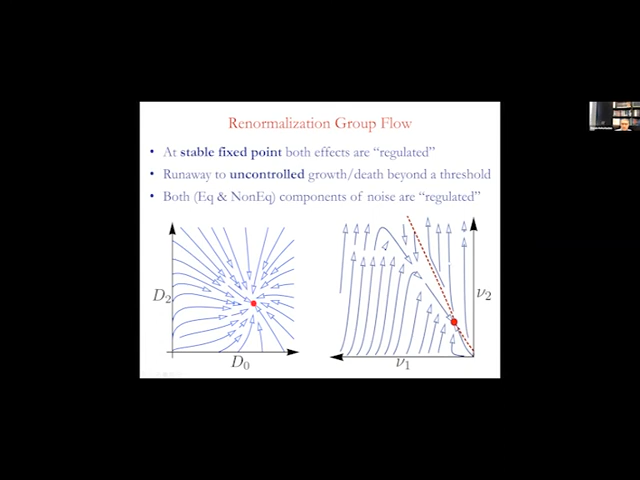 Renormalization Group Flow
• At stable fixed point both effects are “regulated”
• Runaway to uncontrolled growth/death beyond a threshold
• Both (Eq & NonEq) components of noise are “regulated”
D₂
D₀
ν₂
ν₁